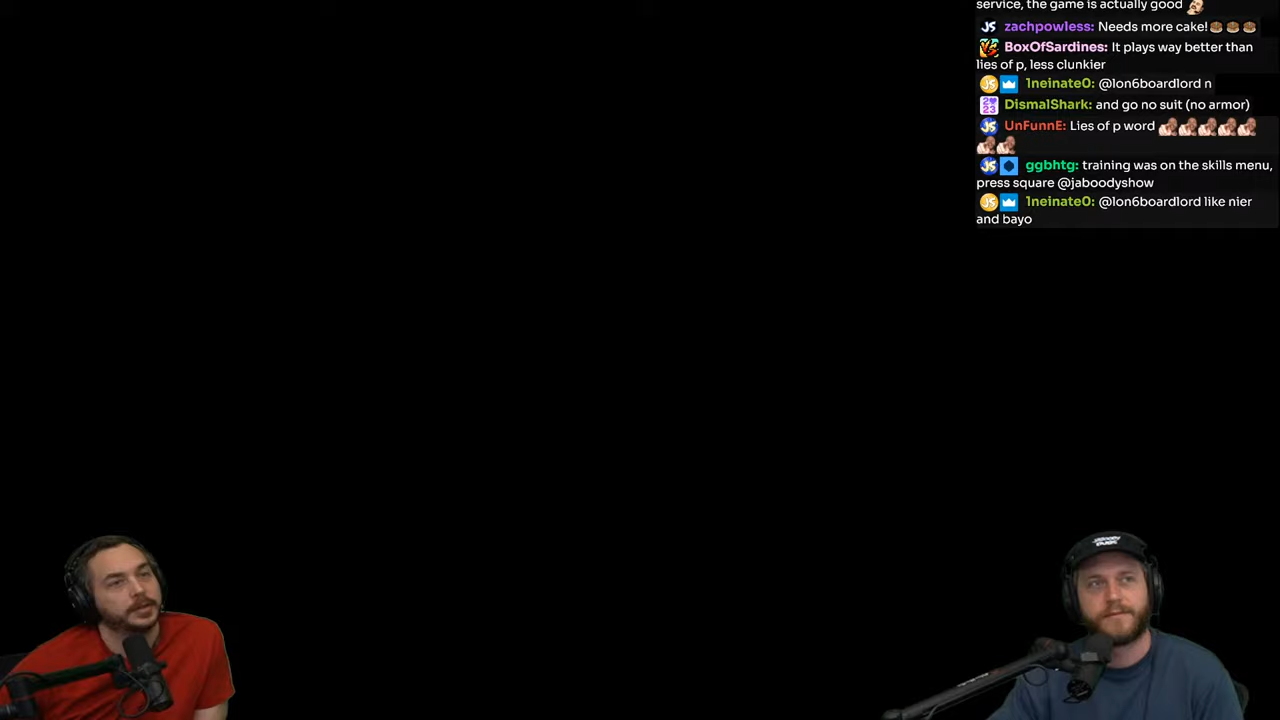 service, the game is actually good
zachpowless: Needs more cake!
BoxOfSardines: It plays way better than
lies of p, less clunkier
1neinate0: @lon6boardlord n
DismalShark: and go no suit (no armor)
UnFunnE: Lies of p word
ggbhtg: training was on the skills menu,
press square @jaboodyshow
1neinate0: @lon6boardlord like nier
and bayo